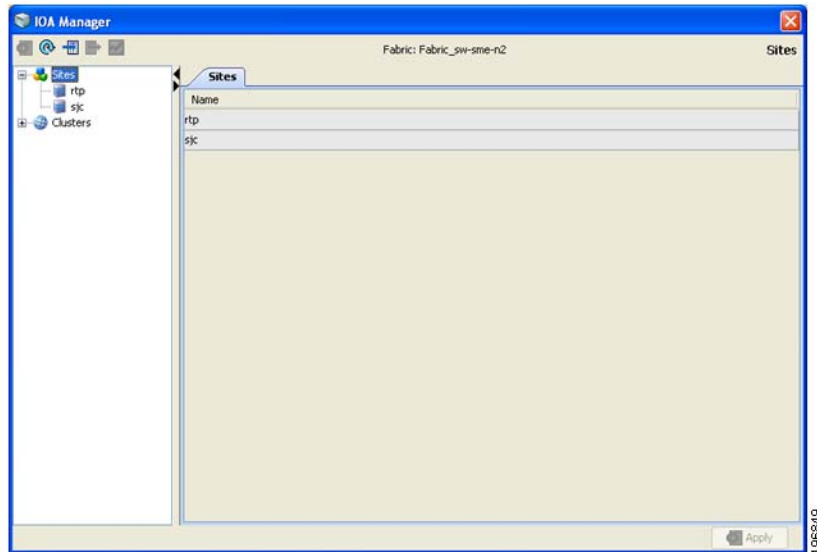 IOA Manager
Fabric: Fabric_sw-sme-n2
Sites
Sites
rtp
sjc
Clusters
Sites
Name
rtp
sjc
Apply